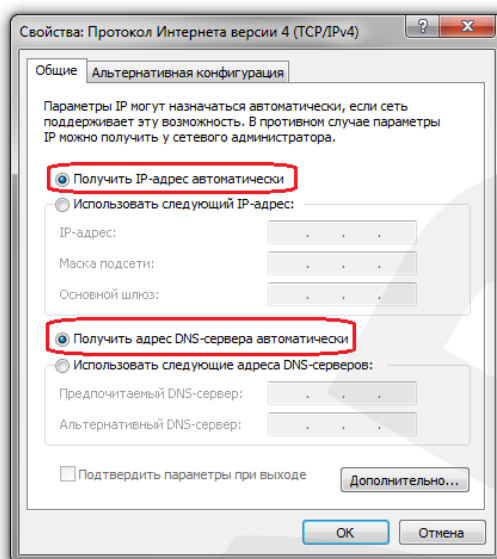 Свойства: Протокол Интернета версии 4 (TCP/IPv4)
Общие
Альтернативная конфигурация
Параметры IP могут назначаться автоматически, если сеть
поддерживает эту возможность. В противном случае параметры
IP можно получить у сетевого администратора.
Получить IP-адрес автоматически
Использовать следующий IP-адрес:
IP-адрес:
Маска подсети:
Основной шлюз:
Получить адрес DNS-сервера автоматически
Использовать следующие адреса DNS-серверов:
Предпочитаемый DNS-сервер:
Альтернативный DNS-сервер:
Подтвердить параметры при выходе
Дополнительно...
ОК
Отмена